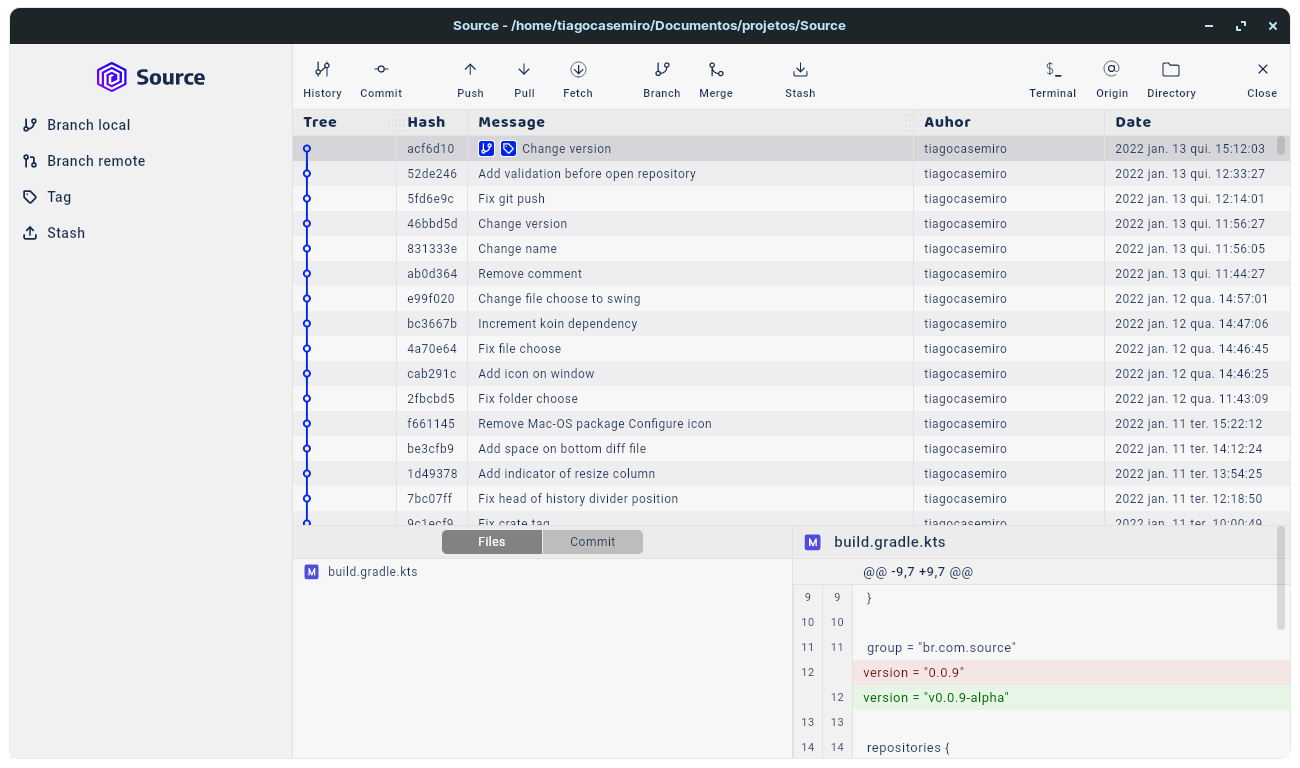 Source - /home/tiagocasemiro/Documentos/projetos/Source
Source
History Commit Push Pull Fetch Branch Merge Stash $_ Terminal @ Origin Directory Close
Branch local
Branch remote
Tag
Stash
Tree Hash Message Auhor Date
acf6d10 Change version tiagocasemiro 2022 jan. 13 qui. 15:12:03
52de246 Add validation before open repository tiagocasemiro 2022 jan. 13 qui. 12:33:27
5fd6e9c Fix git push tiagocasemiro 2022 jan. 13 qui. 12:14:01
46bbd5d Change version tiagocasemiro 2022 jan. 13 qui. 11:56:27
831333e Change name tiagocasemiro 2022 jan. 13 qui. 11:56:05
ab0d364 Remove comment tiagocasemiro 2022 jan. 13 qui. 11:44:27
e99f020 Change file choose to swing tiagocasemiro 2022 jan. 12 qua. 14:57:01
bc3667b Increment koin dependency tiagocasemiro 2022 jan. 12 qua. 14:47:06
4a70e64 Fix file choose tiagocasemiro 2022 jan. 12 qua. 14:46:45
cab291c Add icon on window tiagocasemiro 2022 jan. 12 qua. 14:46:25
2fbcbd5 Fix folder choose tiagocasemiro 2022 jan. 12 qua. 11:43:09
f661145 Remove Mac-OS package Configure icon tiagocasemiro 2022 jan. 11 ter. 15:22:12
be3cfb9 Add space on bottom diff file tiagocasemiro 2022 jan. 11 ter. 14:12:24
1d49378 Add indicator of resize column tiagocasemiro 2022 jan. 11 ter. 13:54:25
7bc07ff Fix head of history divider position tiagocasemiro 2022 jan. 11 ter. 12:18:50
9c1ecf9 Fix crate tag tiagocasemiro 2022 jan. 11 ter. 10:00:49
Files Commit
M build.gradle.kts
M build.gradle.kts
@@ -9,7 +9,7 @@
9 9 }
10 10
11 11 group = "br.com.source"
12 version = "0.0.9"
12 version = "v0.0.9-alpha"
13 13
14 14 repositories {